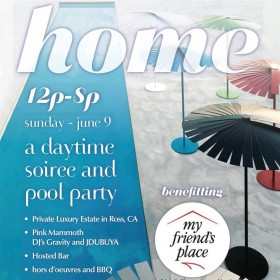 home
12p-8p
sunday - june 9
a daytime
soiree and
pool party
• Private Luxury Estate in Ross, CA
• Pink Mammoth
DJ's Gravity and JDUBUYA
• Hosted Bar
• hors d'oeuvres and BBQ
benefitting
my
friend's
place